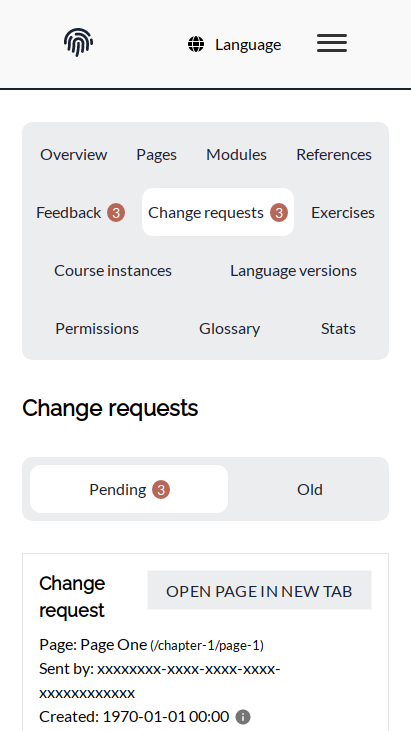 Language
Overview Pages Modules References
Feedback 3 Change requests 3 Exercises
Course instances Language versions
Permissions Glossary Stats
Change requests
Pending 3 Old
Change request
OPEN PAGE IN NEW TAB
Page: Page One (/chapter-1/page-1)
Sent by: xxxxxxxx-xxxx-xxxx-xxxx-
xxxxxxxxxxxx
Created: 1970-01-01 00:00